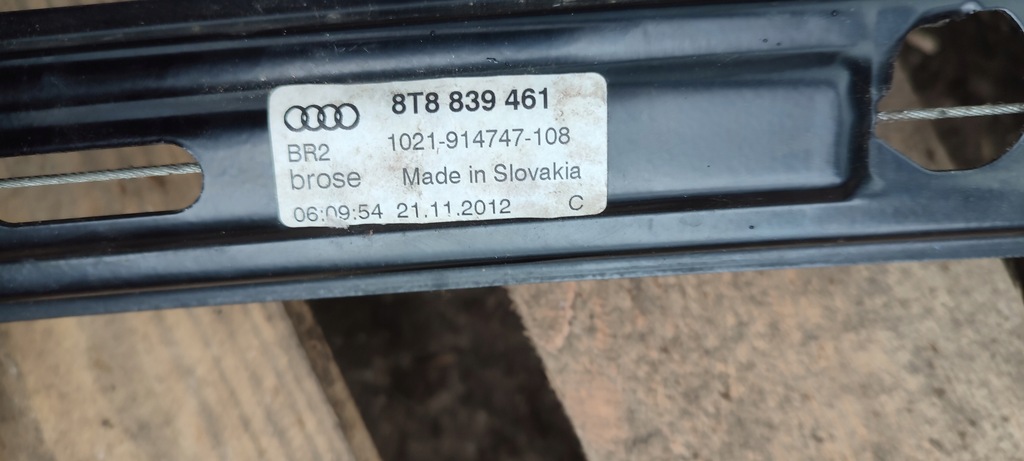 8T8 839 461
BR2 1021-914747-108
brose Made in Slovakia
06:09:54 21.11.2012 C